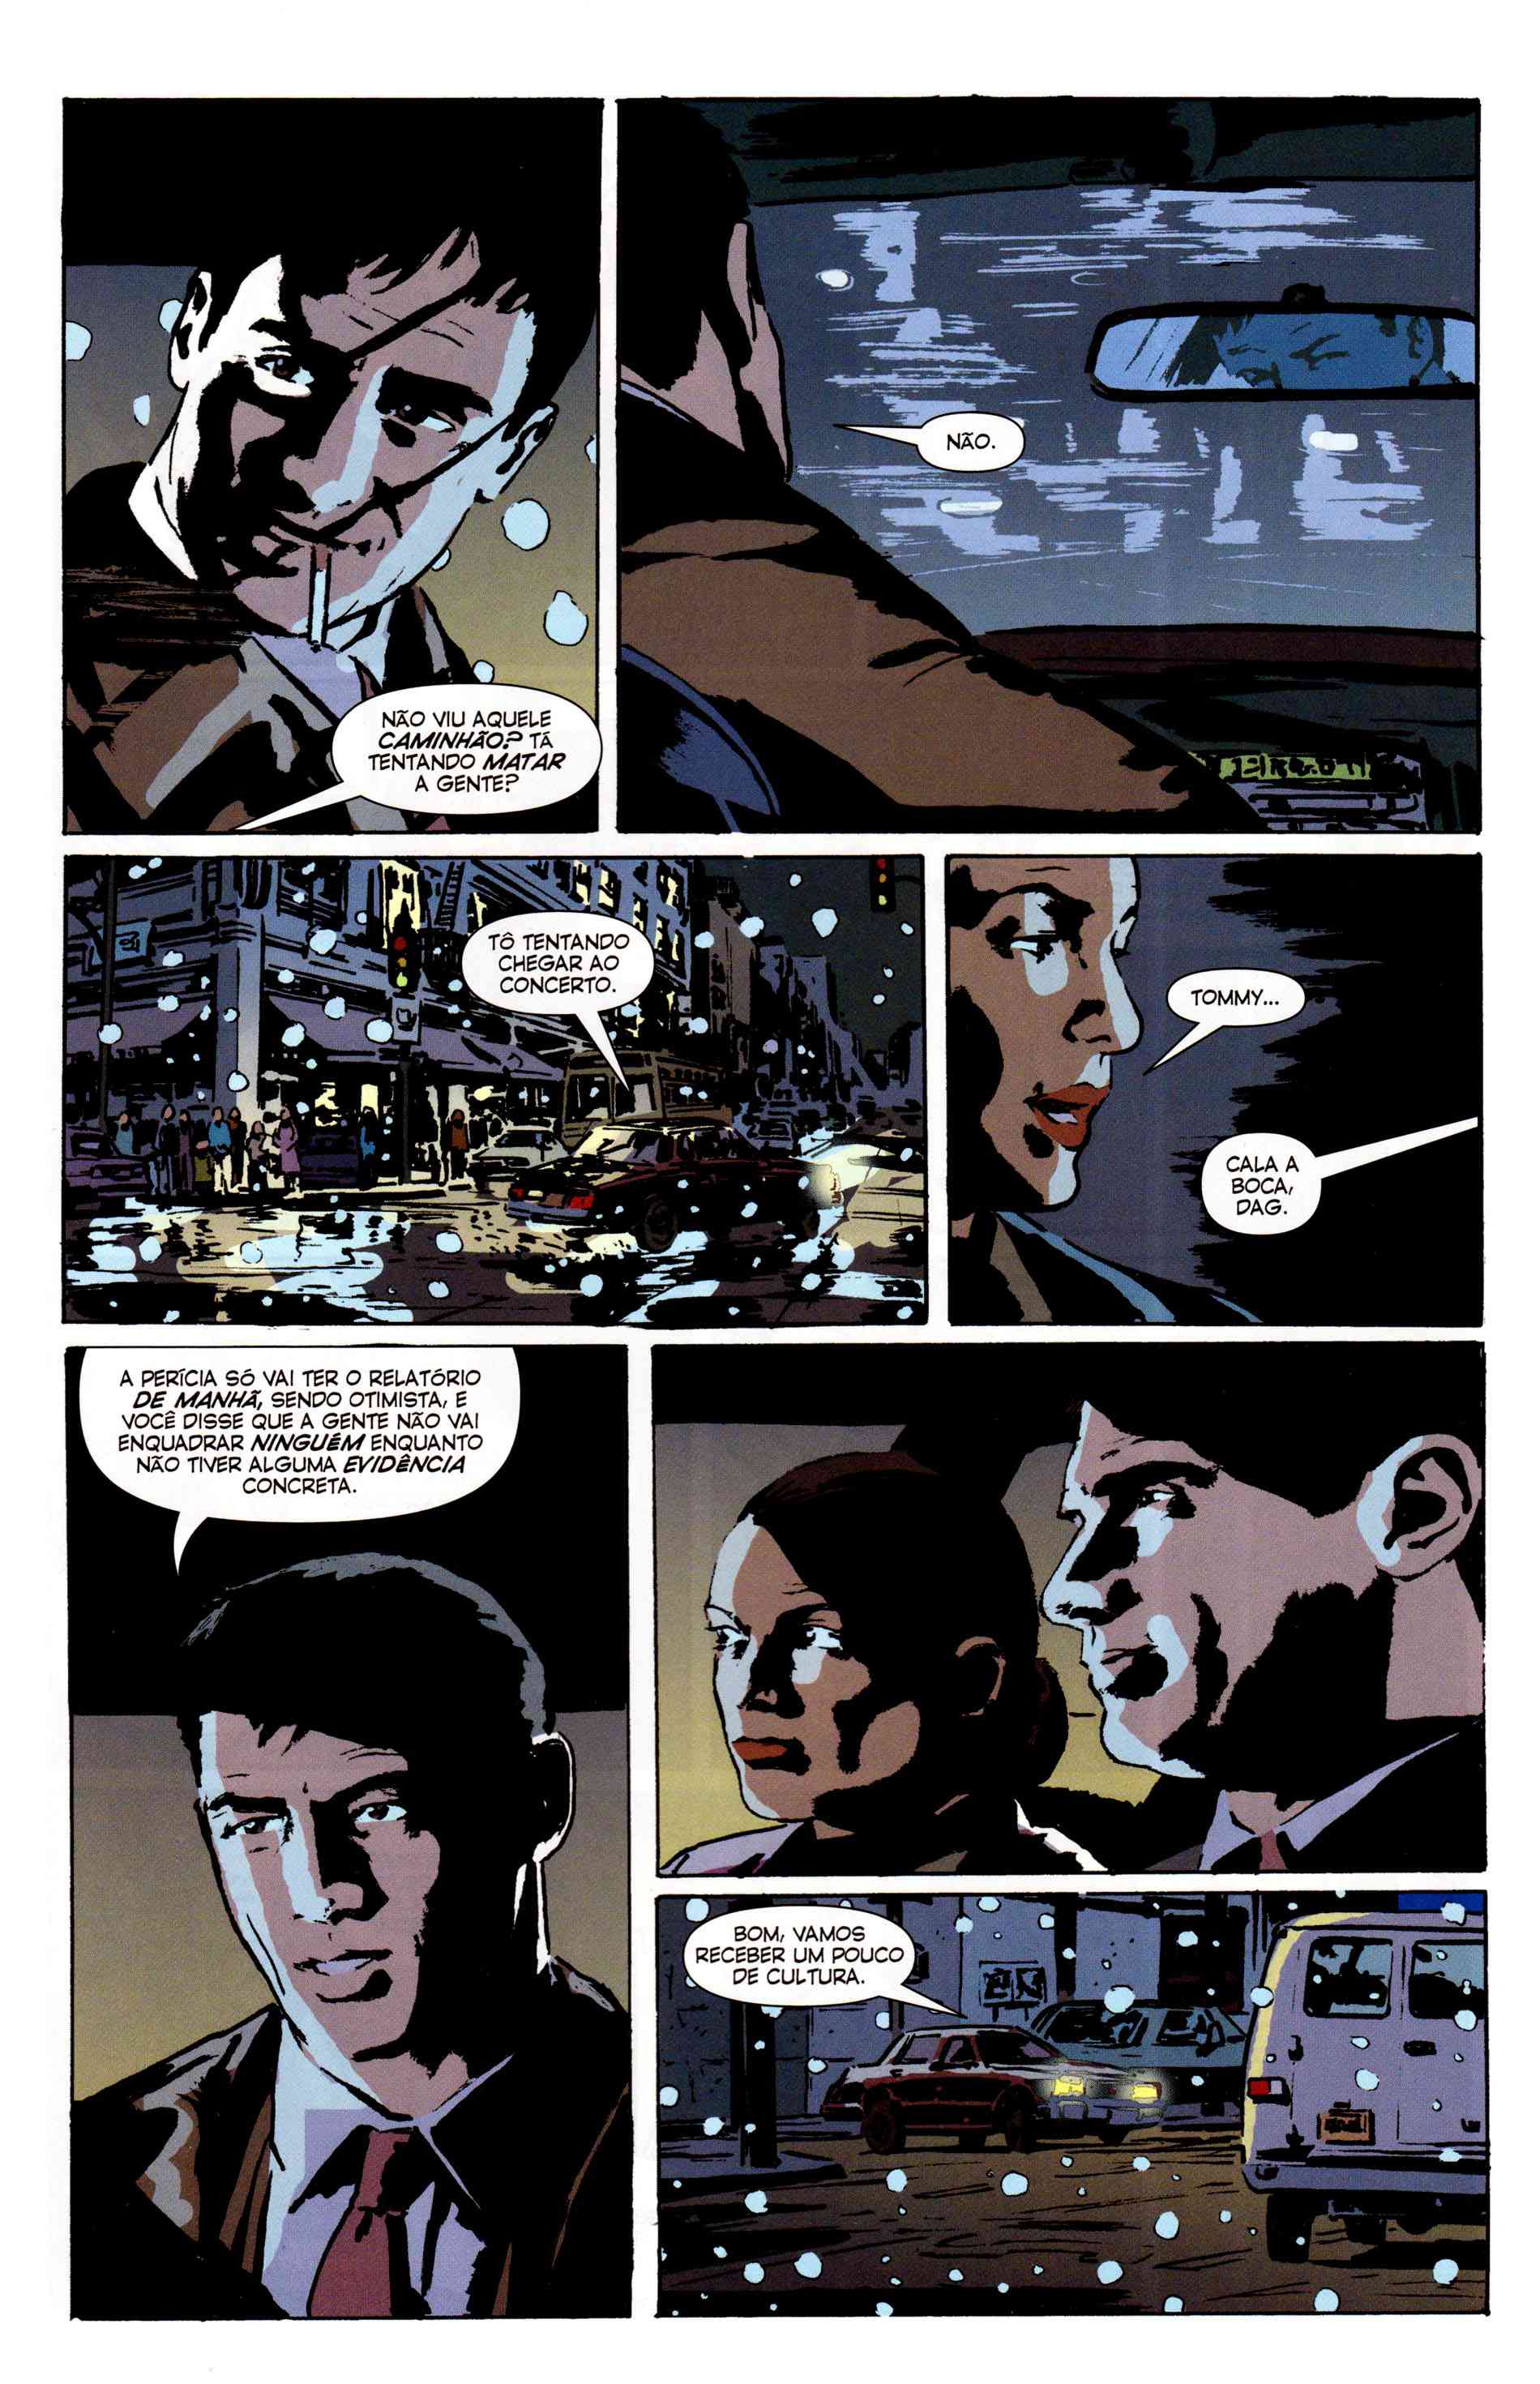 NÃO VIU AQUELE
CAMINHÃO? TÁ
TENTANDO MATAR
A GENTE?
NÃO.
TÔ TENTANDO
CHEGAR AO
CONCERTO.
TOMMY...
CALA A
BOCA,
DAG.
A PERÍCIA SÓ VAI TER O RELATÓRIO
DE MANHÃ, SENDO OTIMISTA, E
VOCÊ DISSE QUE A GENTE NÃO VAI
ENQUADRAR NINGUÉM ENQUANTO
NÃO TIVER ALGUMA EVIDÊNCIA
CONCRETA.
BOM, VAMOS
RECEBER UM POUCO
DE CULTURA.